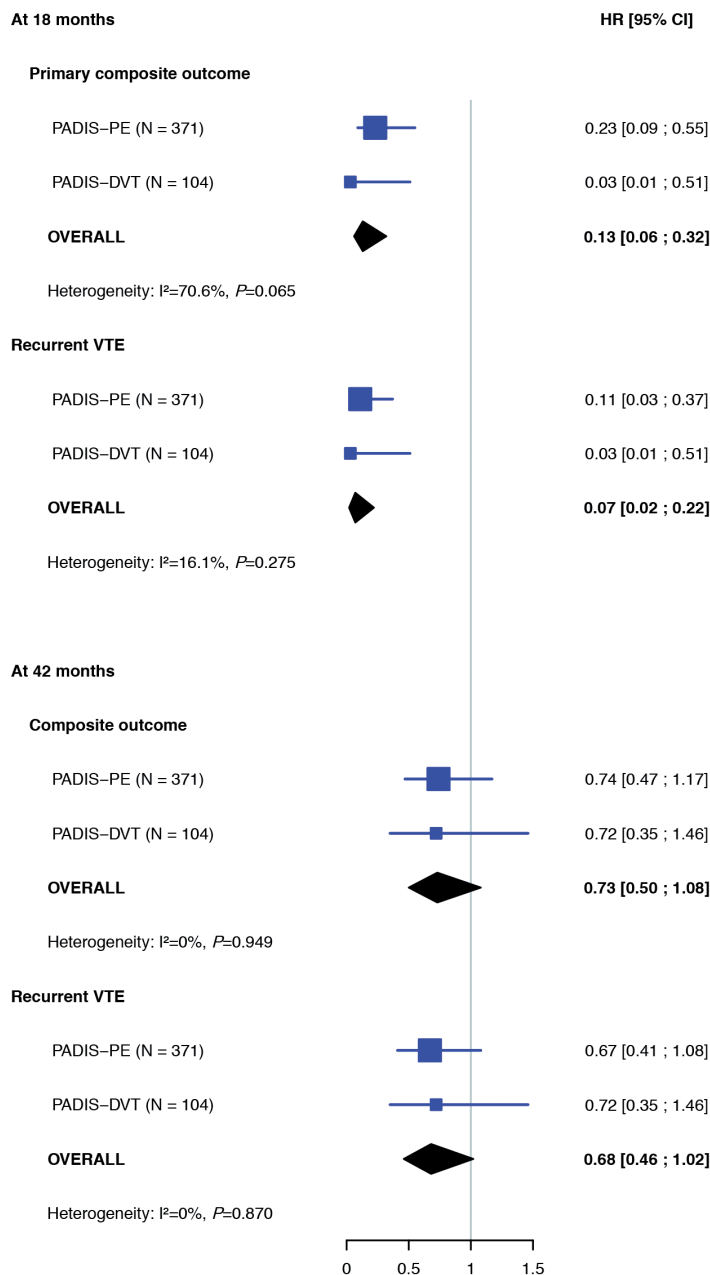 At 18 months HR [95% CI]
Primary composite outcome
PADIS−PE (N = 371) 0.23 [0.09 ; 0.55]
PADIS−DVT (N = 104) 0.03 [0.01 ; 0.51]
OVERALL 0.13 [0.06 ; 0.32]
Heterogeneity: I²=70.6%, P=0.065
Recurrent VTE
PADIS−PE (N = 371) 0.11 [0.03 ; 0.37]
PADIS−DVT (N = 104) 0.03 [0.01 ; 0.51]
OVERALL 0.07 [0.02 ; 0.22]
Heterogeneity: I²=16.1%, P=0.275
At 42 months
Composite outcome
PADIS−PE (N = 371) 0.74 [0.47 ; 1.17]
PADIS−DVT (N = 104) 0.72 [0.35 ; 1.46]
OVERALL 0.73 [0.50 ; 1.08]
Heterogeneity: I²=0%, P=0.949
Recurrent VTE
PADIS−PE (N = 371) 0.67 [0.41 ; 1.08]
PADIS−DVT (N = 104) 0.72 [0.35 ; 1.46]
OVERALL 0.68 [0.46 ; 1.02]
Heterogeneity: I²=0%, P=0.870
0 0.5 1 1.5